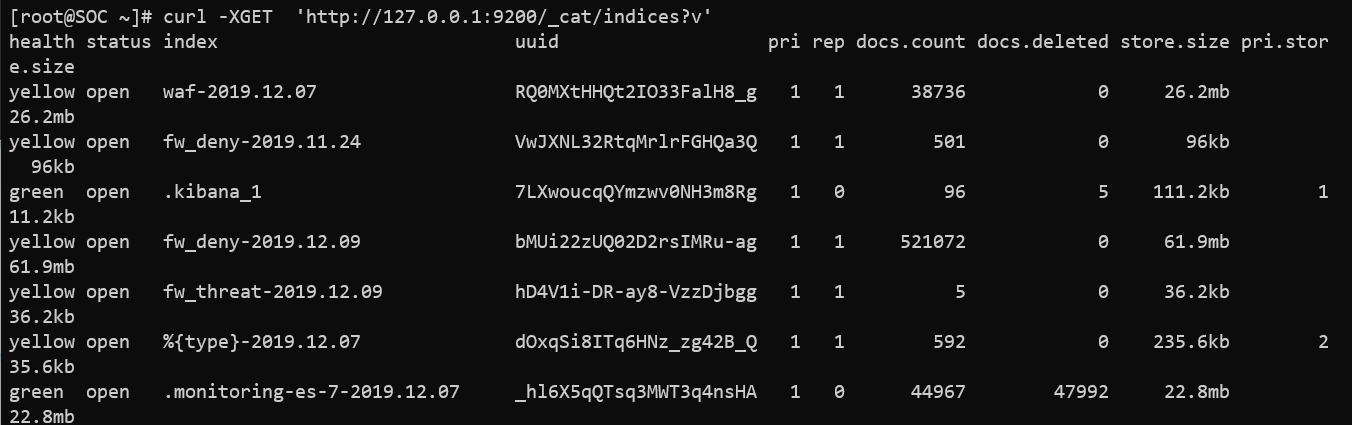 [root@SOC ~]# curl -XGET  'http://127.0.0.1:9200/_cat/indices?v'
health status index                           uuid                   pri rep docs.count docs.deleted store.size pri.stor
e.size
yellow open   waf-2019.12.07                  RQ0MXtHHQt2IO33FalH8_g   1   1      38736            0     26.2mb
26.2mb
yellow open   fw_deny-2019.11.24              VwJXNL32RtqMrlrFGHQa3Q   1   1        501            0       96kb
  96kb
green  open   .kibana_1                       7LXwoucqQYmzwv0NH3m8Rg   1   0         96            5    111.2kb        1
11.2kb
yellow open   fw_deny-2019.12.09              bMUi22zUQ02D2rsIMRu-ag   1   1     521072            0     61.9mb
61.9mb
yellow open   fw_threat-2019.12.09            hD4V1i-DR-ay8-VzzDjbgg   1   1          5            0     36.2kb
36.2kb
yellow open   %{type}-2019.12.07              dOxqSi8ITq6HNz_zg42B_Q   1   1        592            0    235.6kb        2
35.6kb
green  open   .monitoring-es-7-2019.12.07     _hl6X5qQTsq3MWT3q4nsHA   1   0      44967        47992     22.8mb
22.8mb